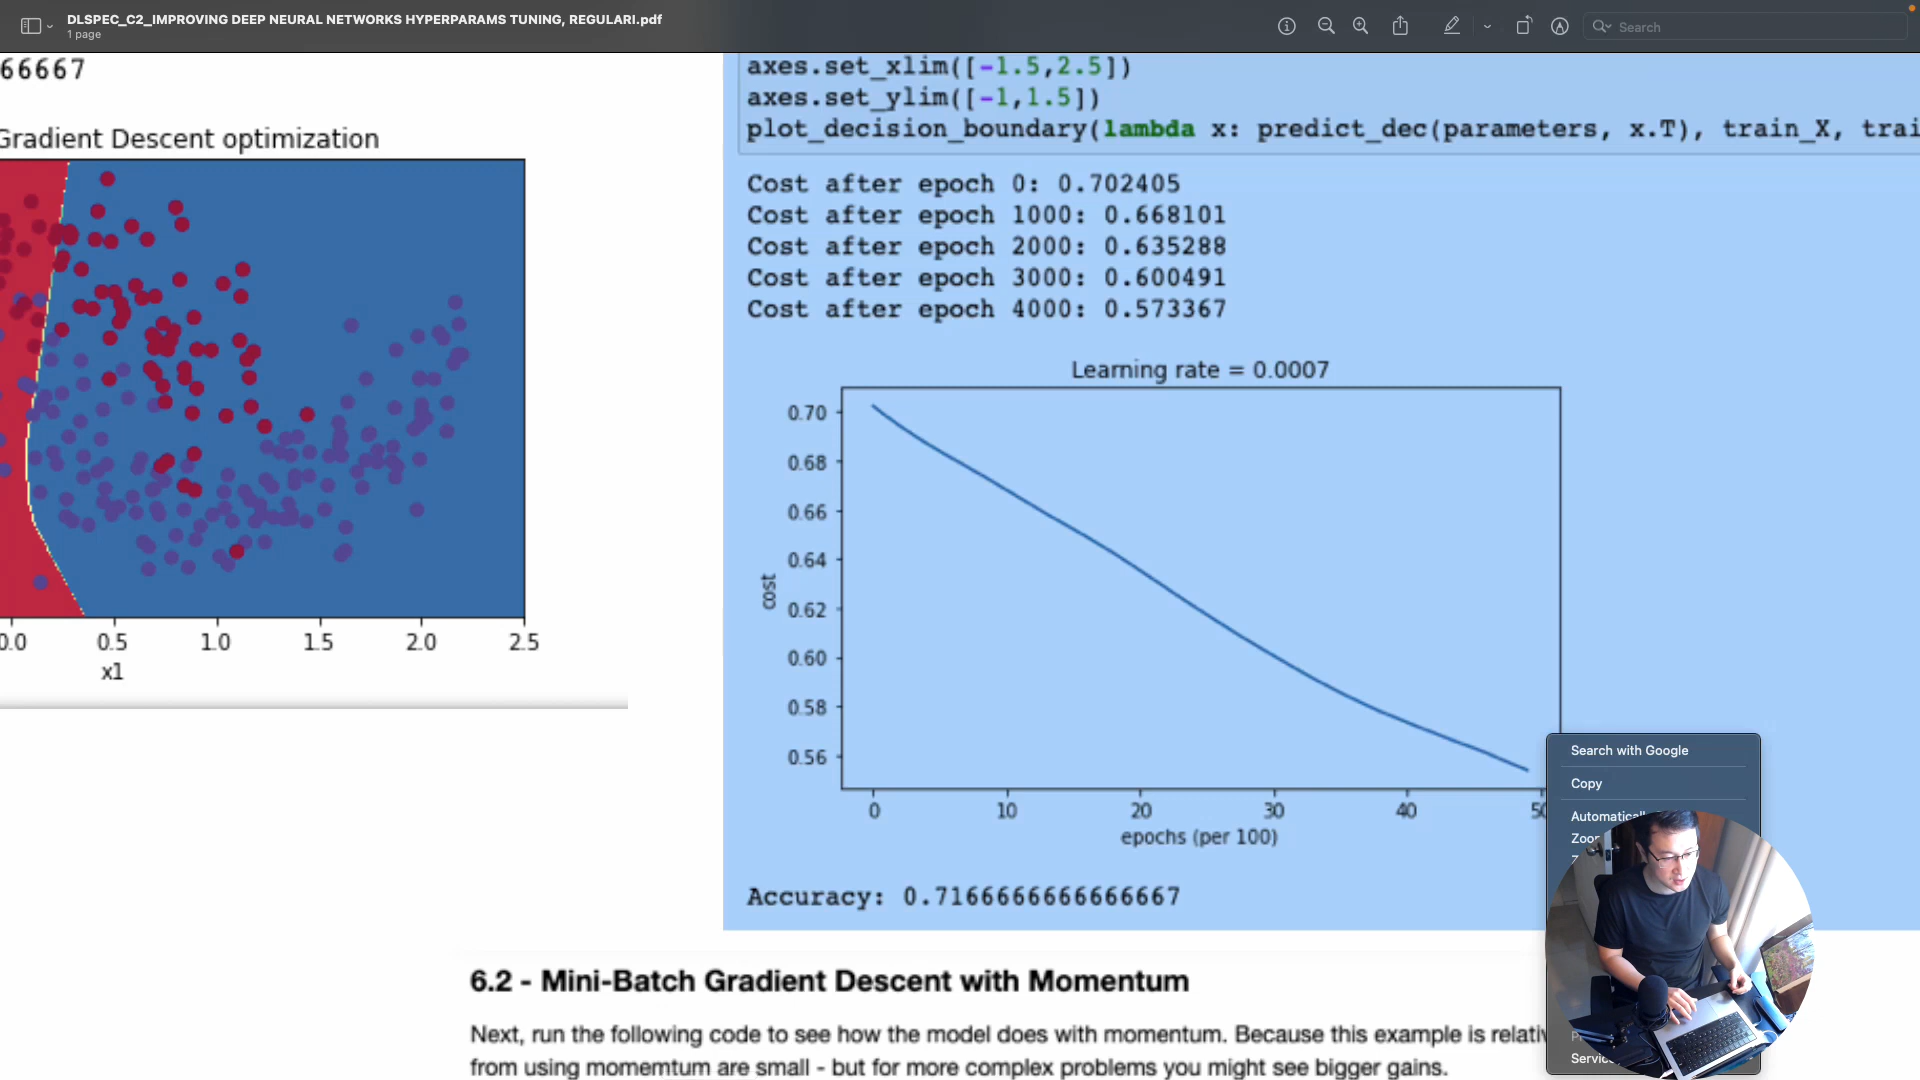 DLSPEC_C2_IMPROVING DEEP NEURAL NETWORKS HYPERPARAMS TUNING, REGULARI.pdf
1 page
Search
66667
Gradient Descent optimization
0.5
1.0
1.5
2.0
2.5
x1
axes.set_xlim([-1.5,2.5])
axes.set_ylim([-1,1.5])
plot_decision_boundary(lambda x: predict_dec(parameters, x.T), train_X, trai
Cost after epoch 0: 0.702405
Cost after epoch 1000: 0.668101
Cost after epoch 2000: 0.635288
Cost after epoch 3000: 0.600491
Cost after epoch 4000: 0.573367
Learning rate = 0.0007
0.70
0.68
0.66
0.64
0.62
0.60
0.58
0.56
cost
0
10
20
30
40
epochs (per 100)
Accuracy: 0.7166666666666667
Search with Google
Copy
6.2 - Mini-Batch Gradient Descent with Momentum
Next, run the following code to see how the model does with momentum. Because this example is relativ
from using momemtum are small - but for more complex problems you might see bigger gains.